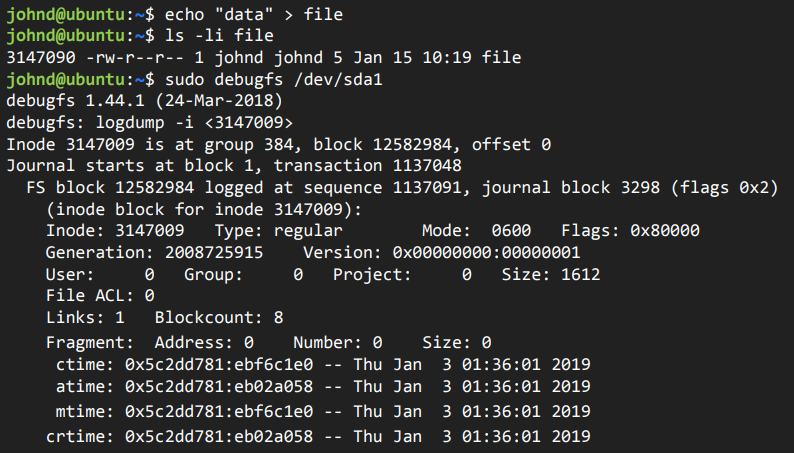 johnd@ubuntu:~$ echo "data" > file
johnd@ubuntu:~$ ls -li file
3147090 -rw-r--r-- 1 johnd johnd 5 Jan 15 10:19 file
johnd@ubuntu:~$ sudo debugfs /dev/sda1
debugfs 1.44.1 (24-Mar-2018)
debugfs: logdump -i <3147009>
Inode 3147009 is at group 384, block 12582984, offset 0
Journal starts at block 1, transaction 1137048
  FS block 12582984 logged at sequence 1137091, journal block 3298 (flags 0x2)
    (inode block for inode 3147009):
    Inode: 3147009   Type: regular        Mode:  0600   Flags: 0x80000
    Generation: 2008725915    Version: 0x00000000:00000001
    User:     0   Group:     0   Project:     0   Size: 1612
    File ACL: 0
    Links: 1   Blockcount: 8
    Fragment:  Address: 0    Number: 0    Size: 0
     ctime: 0x5c2dd781:ebf6c1e0 -- Thu Jan  3 01:36:01 2019
     atime: 0x5c2dd781:eb02a058 -- Thu Jan  3 01:36:01 2019
     mtime: 0x5c2dd781:ebf6c1e0 -- Thu Jan  3 01:36:01 2019
    crtime: 0x5c2dd781:eb02a058 -- Thu Jan  3 01:36:01 2019